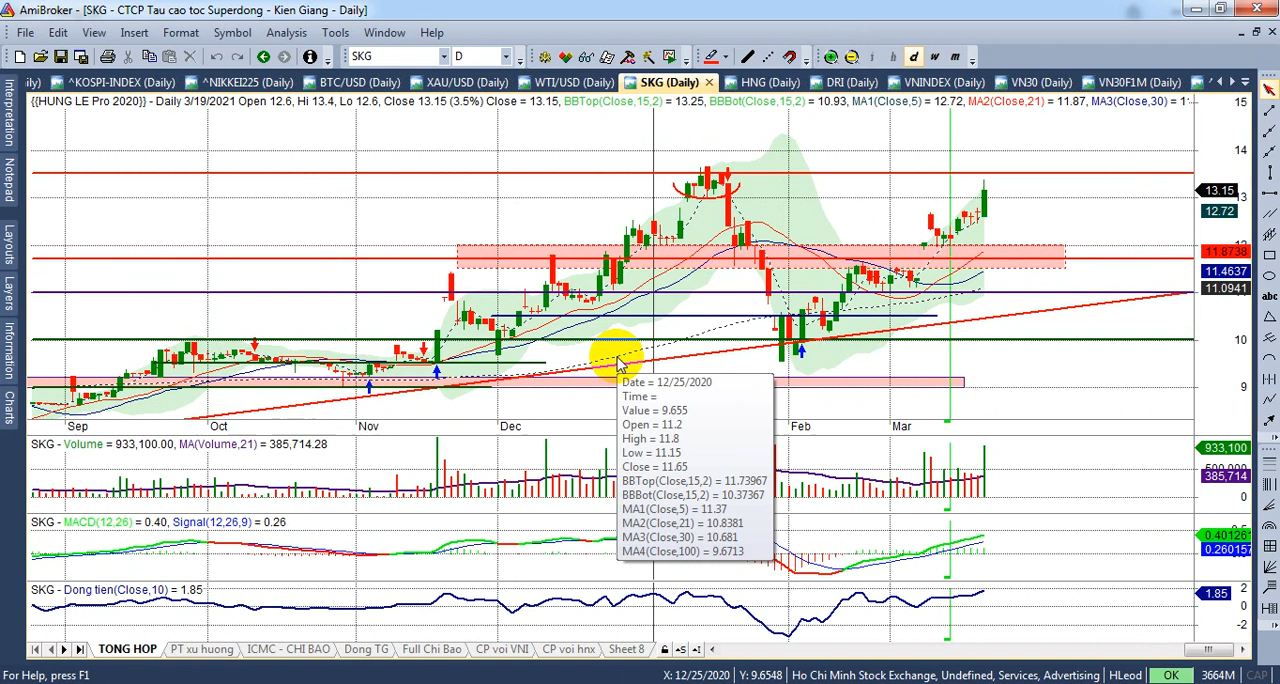 AmiBroker - [SKG - CTCP Tau cao toc Superdong - Kien Giang - Daily]
File Edit View Insert Format Symbol Analysis Tools Window Help
SKG D i d w m
ily) ^KOSPI-INDEX (Daily) ^NIKKEI225 (Daily) BTC/USD (Daily) XAU/USD (Daily) WTI/USD (Daily) SKG (Daily) HNG (Daily) DRI (Daily) VNINDEX (Daily) VN30 (Daily) VN30F1M (Daily)
{{HUNG LE Pro 2020}} - Daily 3/19/2021 Open 12.6, Hi 13.4, Lo 12.6, Close 13.15 (3.5%) Close = 13.15, BBTop(Close,15,2) = 13.25, BBBot(Close,15,2) = 10.93, MA1(Close,5) = 12.72, MA2(Close,21) = 11.87, MA3(Close,30) = 1
Interpretation
Notepad
Layouts
Layers
Information
Charts
abc
15
14
13.15
13
12.72
11.8738
11.4637
11.0941
10
9
Date = 12/25/2020
Time =
Value = 9.655
Open = 11.2
High = 11.8
Low = 11.15
Close = 11.65
BBTop(Close,15,2) = 11.73967
BBBot(Close,15,2) = 10.37367
MA1(Close,5) = 11.37
MA2(Close,21) = 10.8381
MA3(Close,30) = 10.681
MA4(Close,100) = 9.6713
Sep Oct Nov Dec Feb Mar
SKG - Volume = 933,100.00, MA(Volume,21) = 385,714.28
933,100
385,714
0
SKG - MACD(12,26) = 0.40, Signal(12,26,9) = 0.26
0.401261
0.260157
SKG - Dong tien(Close,10) = 1.85
2
1.85
0
-2
TONG HOP PT xu huong ICMC - CHI BAO Dong TG Full Chi Bao CP voi VNI CP voi hnx Sheet 8
For Help, press F1 X: 12/25/2020 Y: 9.6548 Ho Chi Minh Stock Exchange, Undefined, Services, Advertising HLeod OK 3664M CAP